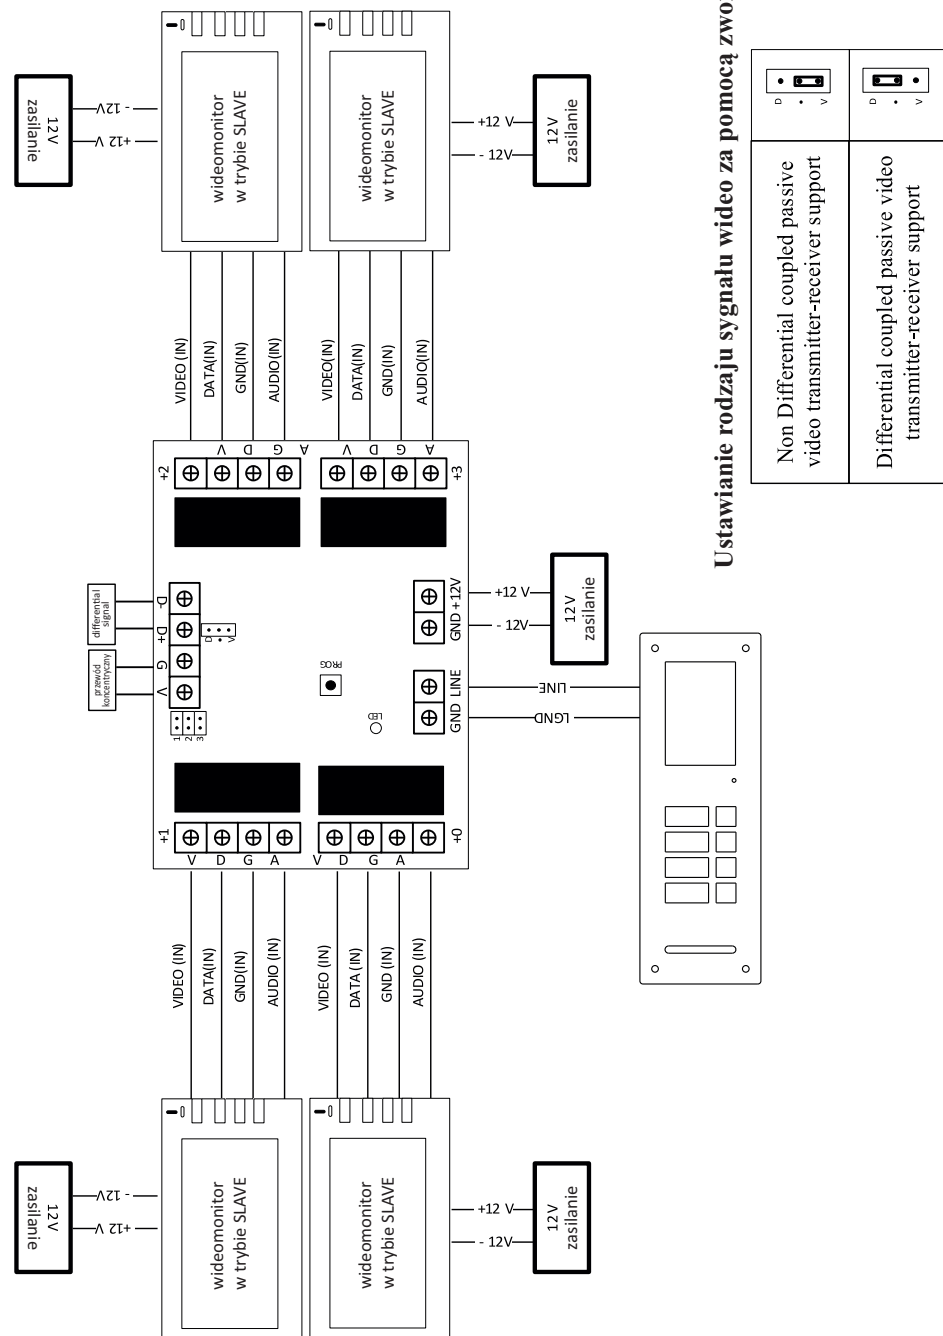 12V
zasilanie
- 12V
+12 V
wideomonitor
w trybie SLAVE
wideomonitor
w trybie SLAVE
+12 V
- 12V
12V
zasilanie
VIDEO (IN)
DATA(IN)
GND(IN)
AUDIO(IN)
VIDEO(IN)
DATA(IN)
GND(IN)
AUDIO(IN)
+2
V
D
G
A
V
D
G
A
+3
differential
signal
przewód
koncentryczny
D-
D+
G
V
D
•
V
1
2
3
PROG
LED
GND +12V
GND LINE
+12 V
- 12V
12V
zasilanie
LINE
LGND
+1
V
D
G
A
V
D
G
A
+0
VIDEO (IN)
DATA(IN)
GND(IN)
AUDIO (IN)
VIDEO (IN)
DATA (IN)
GND (IN)
AUDIO (IN)
12V
zasilanie
- 12V
+12 V
wideomonitor
w trybie SLAVE
wideomonitor
w trybie SLAVE
+12 V
- 12V
12V
zasilanie
Ustawianie rodzaju sygnału wideo za pomocą
Non Differential coupled passive
video transmitter-receiver support
D
•
V
Differential coupled passive video
transmitter-receiver support
D
•
V